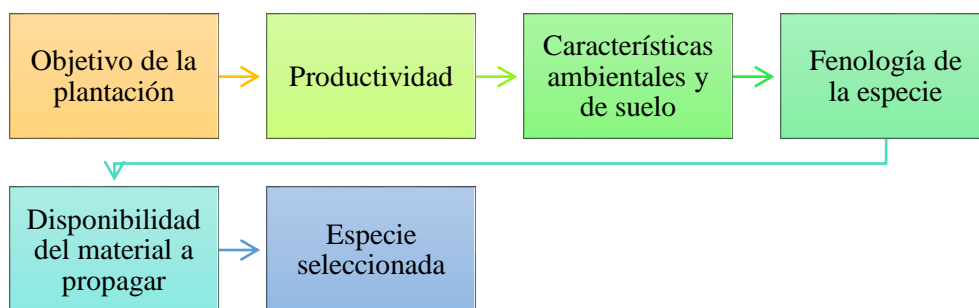 Objetivo de la
plantación
Productividad
Características
ambientales y
de suelo
Fenología de
la especie
Disponibilidad
del material a
propagar
Especie
seleccionada